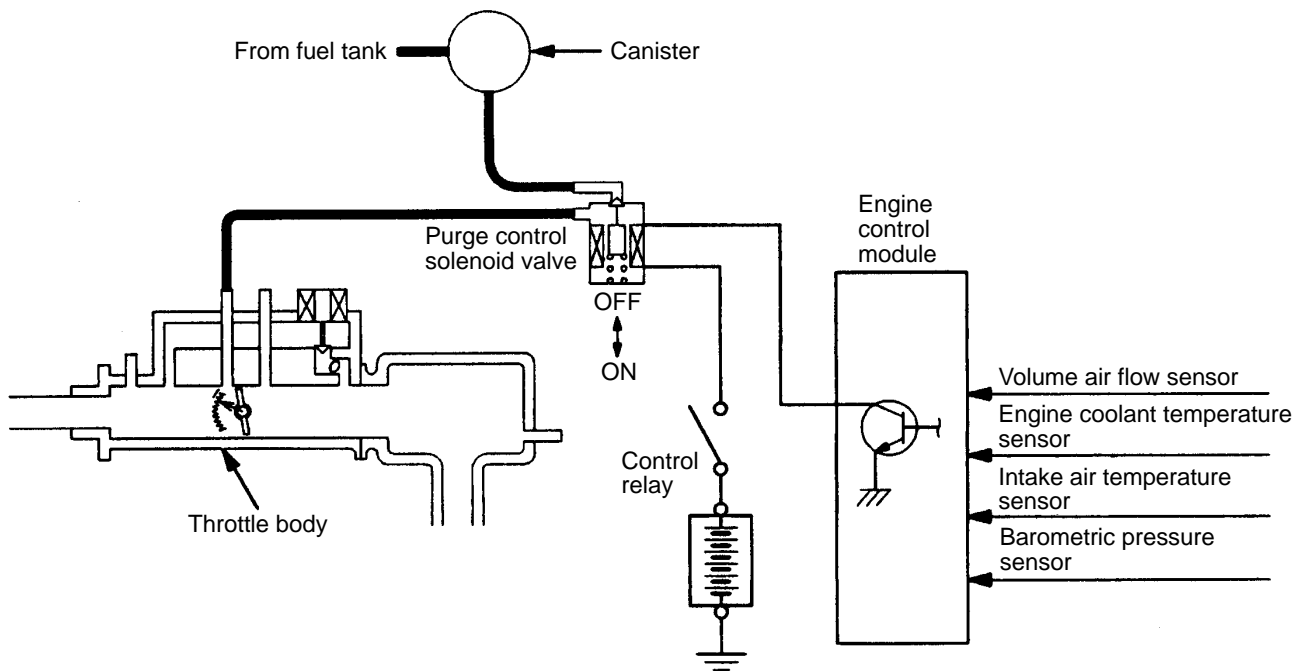 From fuel tank
Canister
Purge control
solenoid valve
OFF
ON
Throttle body
Control
relay
Engine
control
module
Volume air flow sensor
Engine coolant temperature
sensor
Intake air temperature
sensor
Barometric pressure
sensor